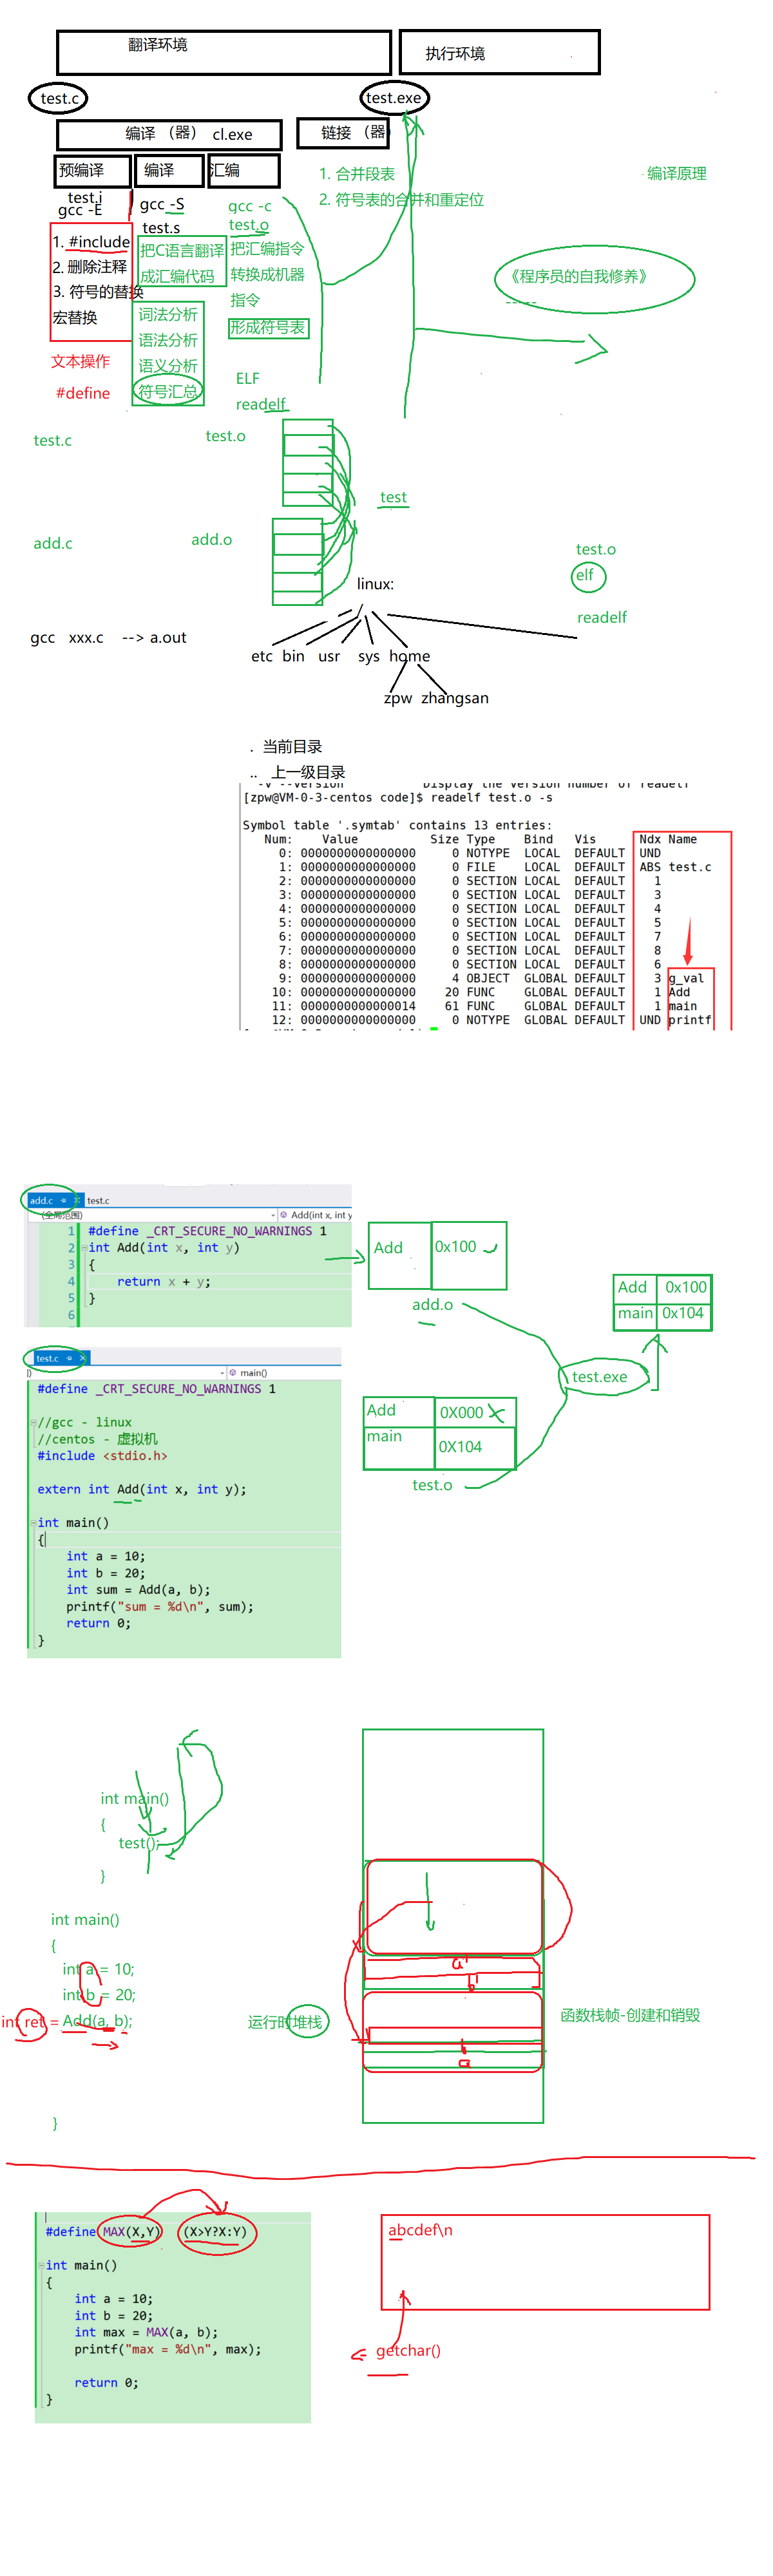 翻译环境
执行环境
test.c
test.exe
编译 （器） cl.exe
链接 （器）
预编译
编译
汇编
1. 合并段表
2. 符号表的合并和重定位
编译原理
test.i
gcc -E
gcc -S
test.s
gcc -c
test.o
1. #include
2. 删除注释
3. 符号的替换
宏替换
把C语言翻译
成汇编代码
把汇编指令
转换成机器
指令
形成符号表
《程序员的自我修养》
-----
词法分析
语法分析
语义分析
符号汇总
文本操作
#define
ELF
readelf
test.c
test.o
test
add.c
add.o
test.o
elf
readelf
linux:
/
gcc xxx.c --> a.out
etc bin usr sys home
zpw zhangsan
. 当前目录
.. 上一级目录
-v --version Display the version number of readelf
[zpw@VM-0-3-centos code]$ readelf test.o -s
Symbol table '.symtab' contains 13 entries:
Num: Value Size Type Bind Vis Ndx Name
0: 0000000000000000 0 NOTYPE LOCAL DEFAULT UND
1: 0000000000000000 0 FILE LOCAL DEFAULT ABS test.c
2: 0000000000000000 0 SECTION LOCAL DEFAULT 1
3: 0000000000000000 0 SECTION LOCAL DEFAULT 3
4: 0000000000000000 0 SECTION LOCAL DEFAULT 4
5: 0000000000000000 0 SECTION LOCAL DEFAULT 5
6: 0000000000000000 0 SECTION LOCAL DEFAULT 7
7: 0000000000000000 0 SECTION LOCAL DEFAULT 8
8: 0000000000000000 0 SECTION LOCAL DEFAULT 6
9: 0000000000000000 4 OBJECT GLOBAL DEFAULT 3 g_val
10: 0000000000000000 20 FUNC GLOBAL DEFAULT 1 Add
11: 0000000000000014 61 FUNC GLOBAL DEFAULT 1 main
12: 0000000000000000 0 NOTYPE GLOBAL DEFAULT UND printf
add.c test.c
(全局范围) Add(int x, int y
1 #define _CRT_SECURE_NO_WARNINGS 1
2 int Add(int x, int y)
3 {
4 return x + y;
5 }
6
Add 0x100
add.o
Add 0x100
main 0x104
test.exe
test.c
main()
#define _CRT_SECURE_NO_WARNINGS 1
//gcc - linux
//centos - 虚拟机
#include <stdio.h>
extern int Add(int x, int y);
int main()
{
int a = 10;
int b = 20;
int sum = Add(a, b);
printf("sum = %d\n", sum);
return 0;
}
Add 0X000
main 0X104
test.o
int main()
{
test();
}
int main()
{
int a = 10;
int b = 20;
int ret = Add(a, b);
}
运行时堆栈
a'
b'
b
a
函数栈帧-创建和销毁
#define MAX(X,Y) (X>Y?X:Y)
int main()
{
int a = 10;
int b = 20;
int max = MAX(a, b);
printf("max = %d\n", max);
return 0;
}
abcdef\n
getchar()